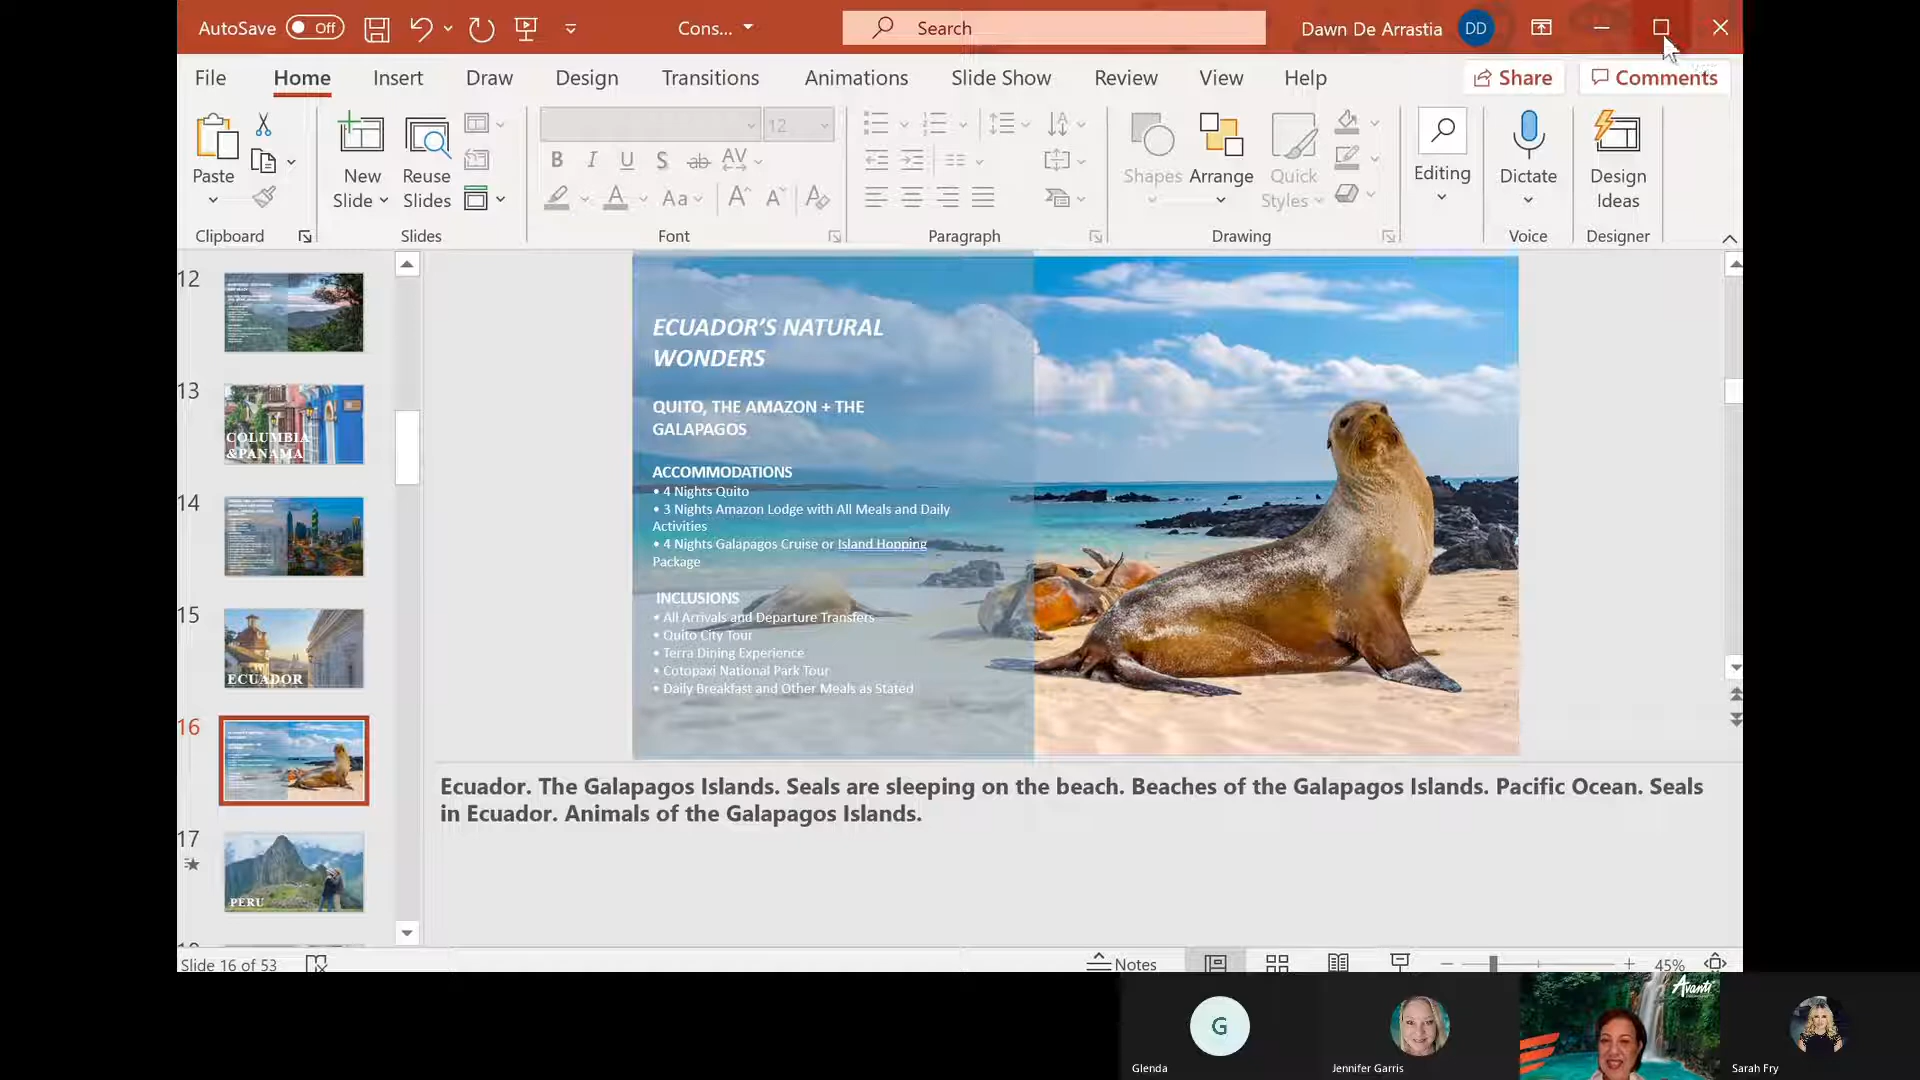 AutoSave Off Cons... Search Dawn De Arrastia DD
File Home Insert Draw Design Transitions Animations Slide Show Review View Help Share Comments
12
Paste New Slide Reuse Slides Shapes Arrange Quick Styles Editing Dictate Design Ideas
Clipboard Slides Font Paragraph Drawing Voice Designer
12
13
COLUMBIA
&PANAMA
14
15
ECUADOR
16
17
PERU
ECUADOR'S NATURAL
WONDERS
QUITO, THE AMAZON + THE
GALAPAGOS
ACCOMMODATIONS
• 4 Nights Quito
• 3 Nights Amazon Lodge with All Meals and Daily
Activities
• 4 Nights Galapagos Cruise or Island Hopping
Package
INCLUSIONS
• All Arrivals and Departure Transfers
• Quito City Tour
• Terra Dining Experience
• Cotopaxi National Park Tour
• Daily Breakfast and Other Meals as Stated
Ecuador. The Galapagos Islands. Seals are sleeping on the beach. Beaches of the Galapagos Islands. Pacific Ocean. Seals
in Ecuador. Animals of the Galapagos Islands.
Slide 16 of 53 Notes 45%
Avanti
G
Glenda Jennifer Garris Sarah Fry